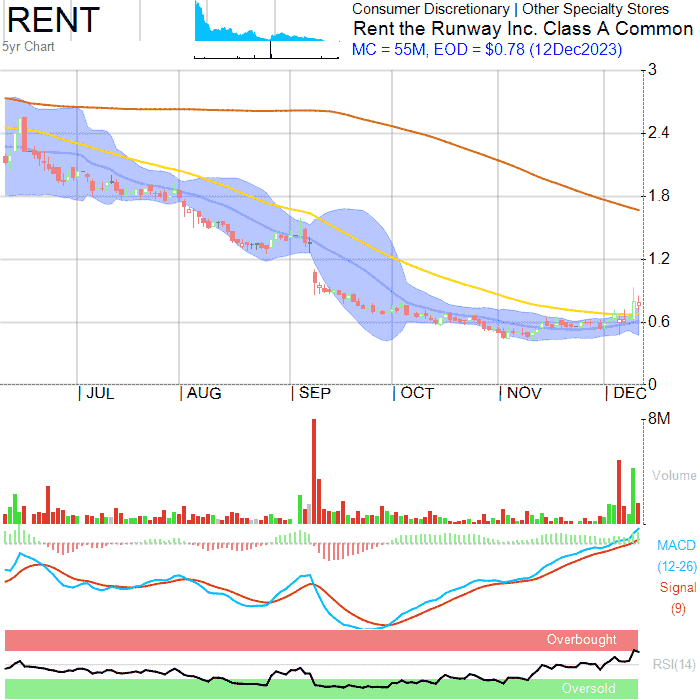 RENT
5yr Chart
Consumer Discretionary | Other Specialty Stores
Rent the Runway Inc. Class A Common
MC = 55M, EOD = $0.78 (12Dec2023)
3
2.4
1.8
1.2
0.6
0
JUL AUG SEP OCT NOV DEC
8M
Volume
MACD
(12-26)
Signal
(9)
Overbought
RSI(14)
Oversold